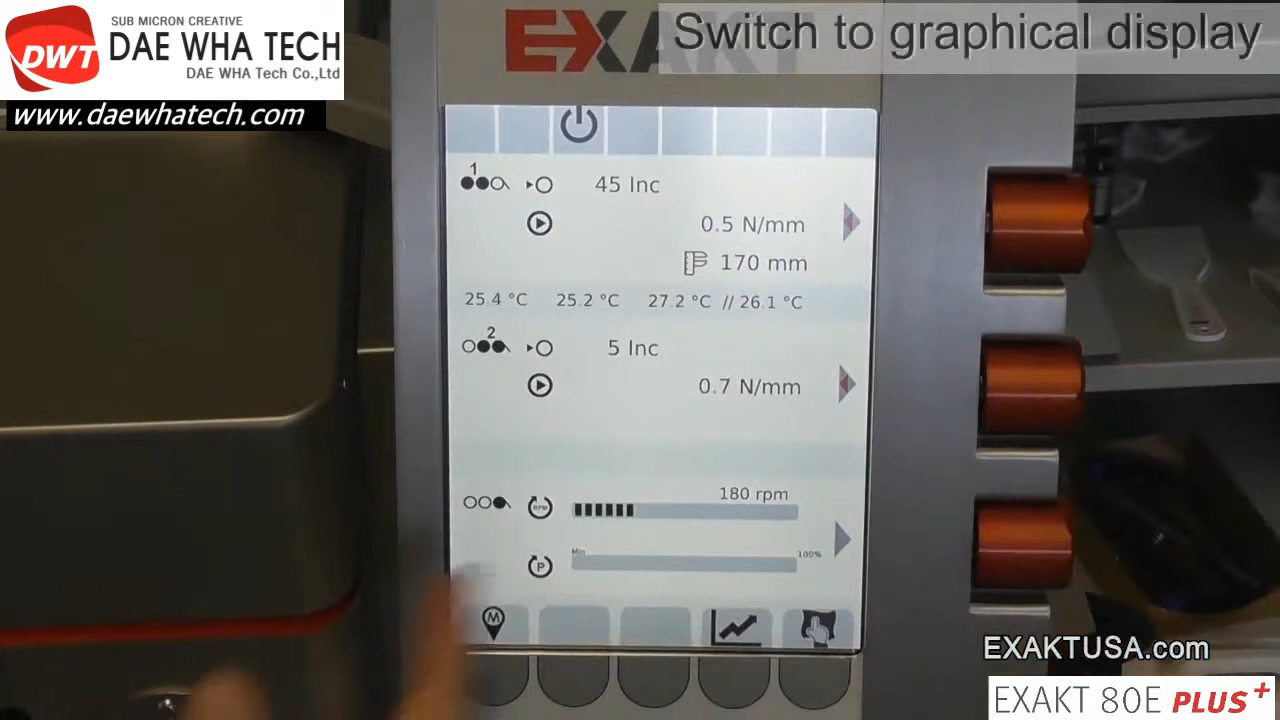 SUB MICRON CREATIVE
DWT
DAE WHA TECH
DAE WHA Tech Co.,Ltd
www.daewhatech.com
EXAKT
Switch to graphical display
1
45 Inc
0.5 N/mm
170 mm
25.4 °C 25.2 °C 27.2 °C // 26.1 °C
2
5 Inc
0.7 N/mm
180 rpm
RPM
Min 100%
P
M
EXAKTUSA.com
EXAKT 80E PLUS+